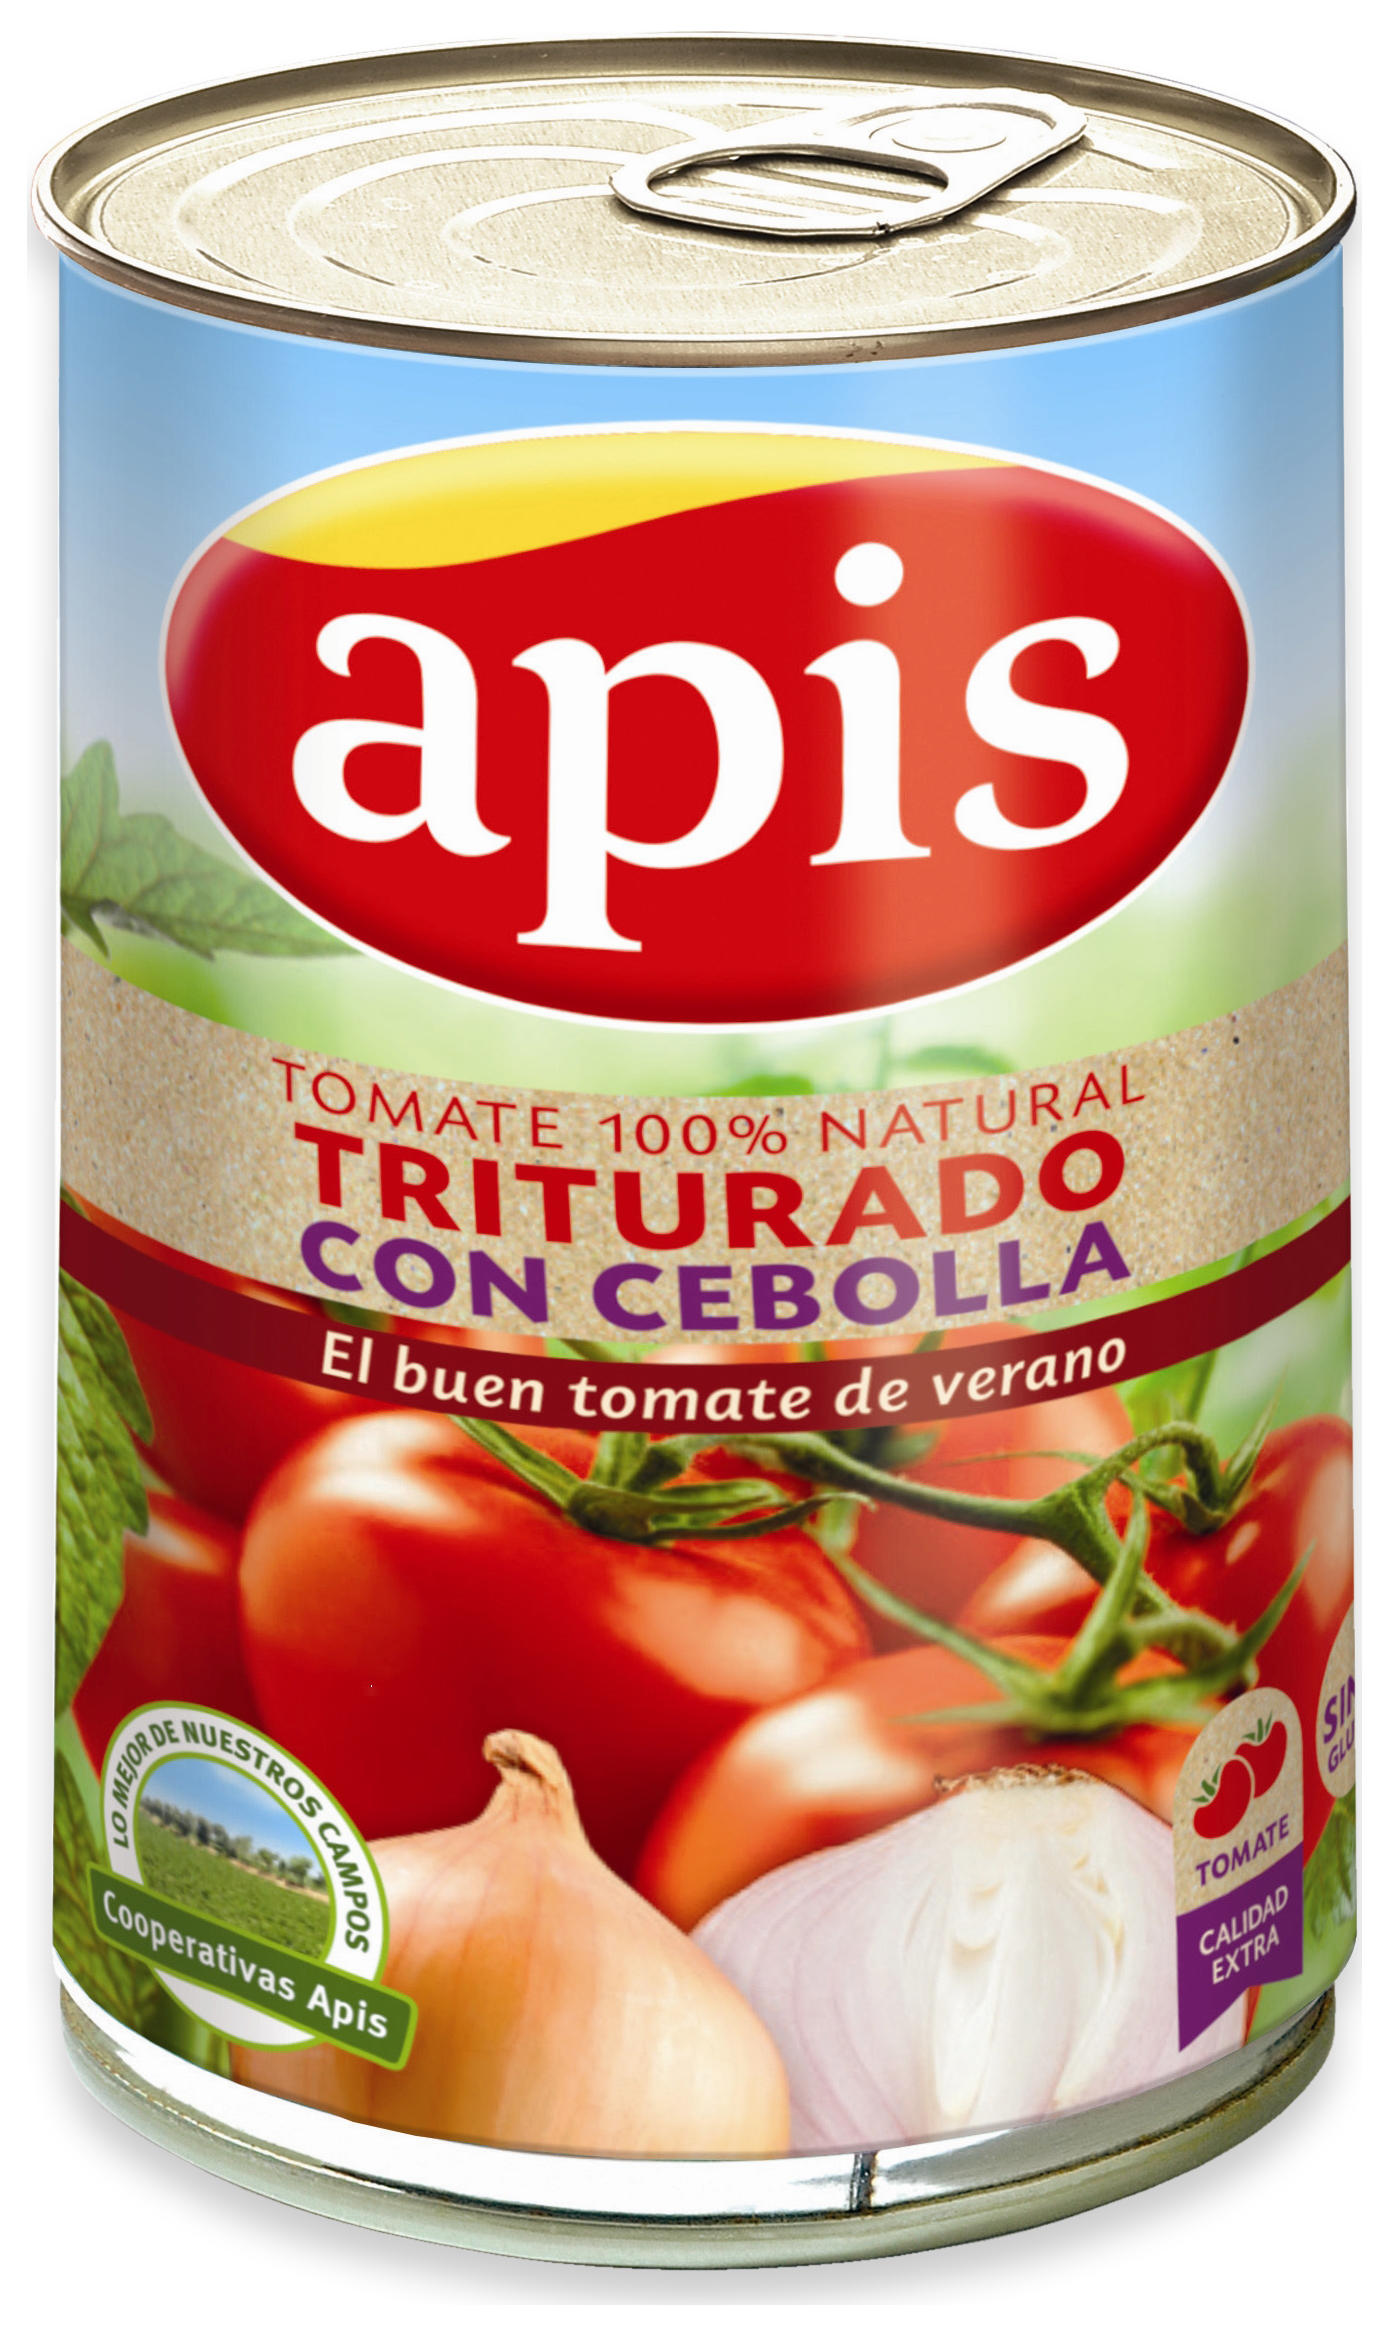 apis
TOMATE 100% NATURAL
TRITURADO
CON CEBOLLA
El buen tomate de verano
LO MEJOR DE NUESTROS CAMPOS
Cooperativas Apis
TOMATE
CALIDAD
EXTRA